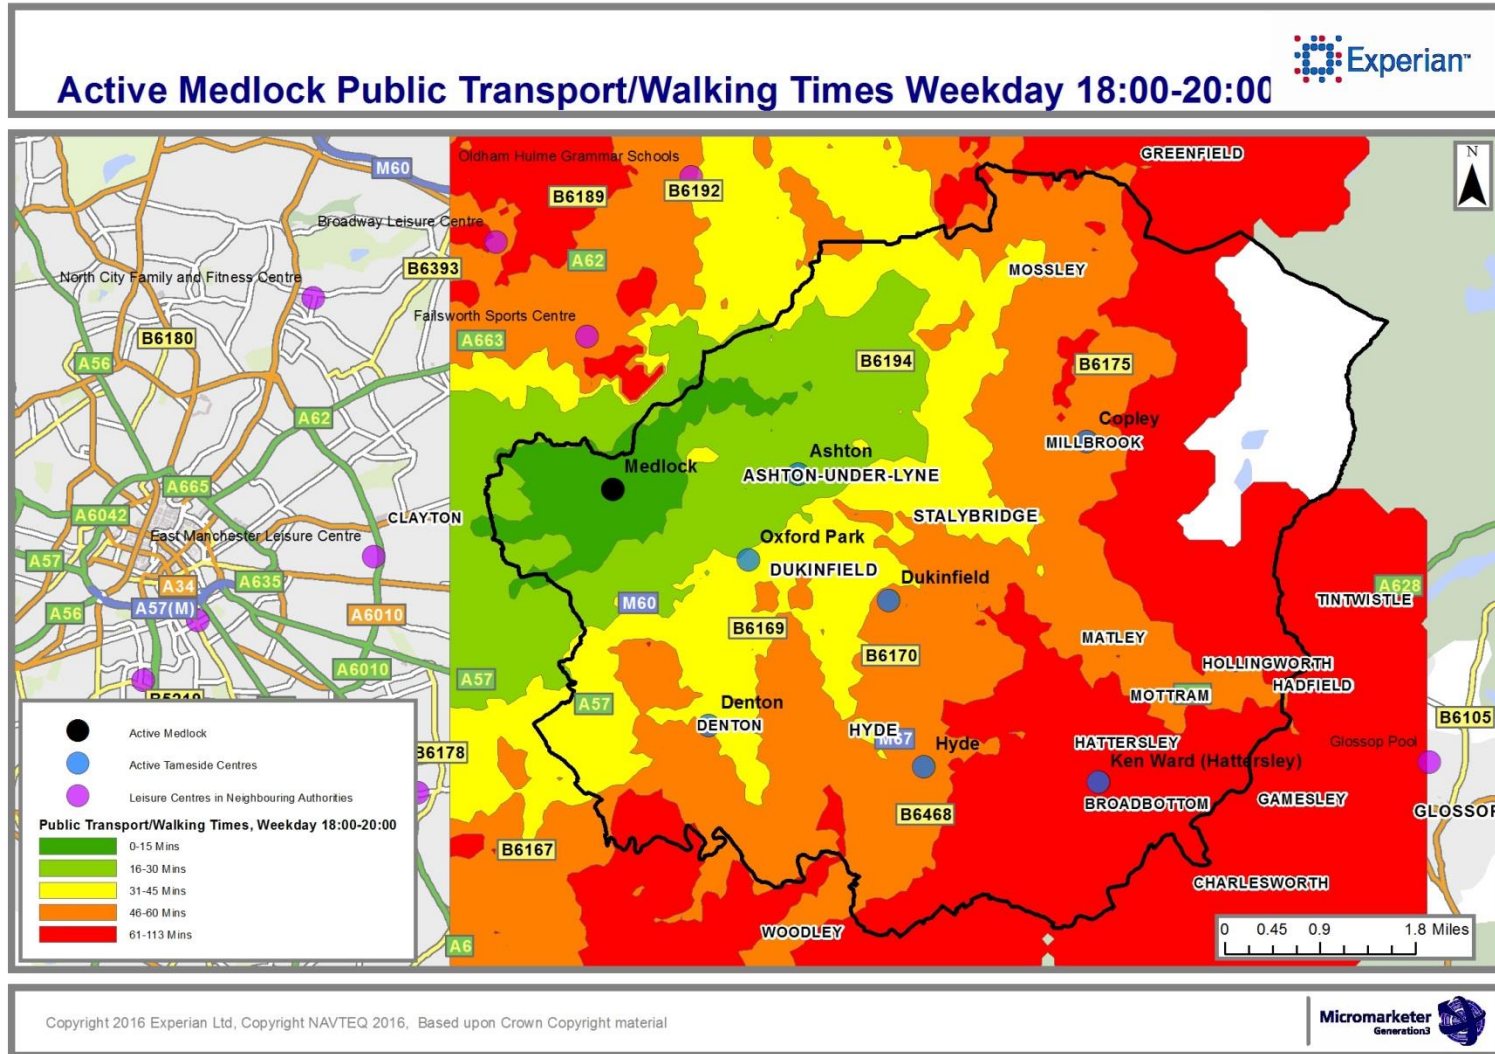 Active Medlock Public Transport/Walking Times Weekday 18:00-20:00
Experian™
M60
Oldham Hulme Grammar Schools
GREENFIELD
N
B6189
B6192
Broadway Leisure Centre
A62
B6393
MOSSLEY
North City Family and Fitness Centre
Failsworth Sports Centre
B6180
A663
A56
B6194
B6175
A62
Copley
MILLBROOK
Ashton
Medlock
ASHTON-UNDER-LYNE
A665
A6042
CLAYTON
STALYBRIDGE
East Manchester Leisure Centre
Oxford Park
A57
DUKINFIELD
Dukinfield
A34
A635
A628
A57(M)
M60
TINTWISTLE
A56
A6010
B6169
MATLEY
B6170
HOLLINGWORTH
A6010
A57
HADFIELD
MOTTRAM
B5219
A57
Denton
DENTON
B6105
HYDE
M67
Hyde
HATTERSLEY
Glossop Pool
B6178
Ken Ward (Hattersley)
BROADBOTTOM
GAMESLEY
B6468
GLOSSOP
B6167
CHARLESWORTH
WOODLEY
A6
Active Medlock
Active Tameside Centres
Leisure Centres in Neighbouring Authorities
Public Transport/Walking Times, Weekday 18:00-20:00
0-15 Mins
16-30 Mins
31-45 Mins
46-60 Mins
61-113 Mins
0 0.45 0.9 1.8 Miles
Copyright 2016 Experian Ltd, Copyright NAVTEQ 2016, Based upon Crown Copyright material
Micromarketer
Generation3